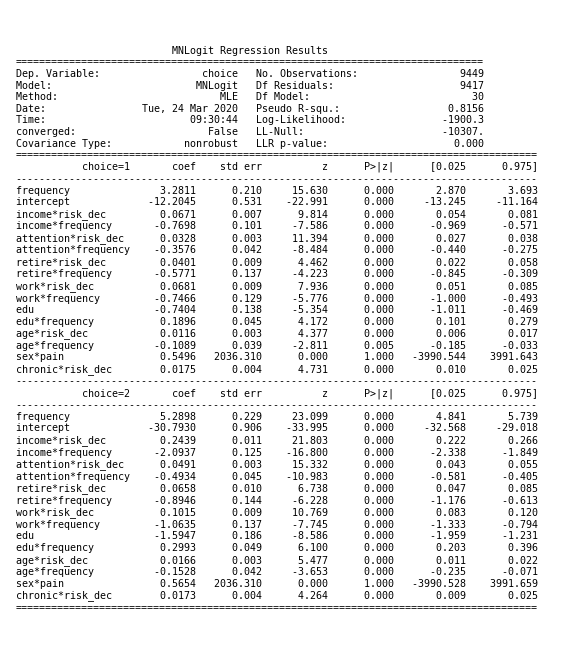 MNLogit Regression Results
==============================================================================
Dep. Variable: choice No. Observations: 9449
Model: MNLogit Df Residuals: 9417
Method: MLE Df Model: 30
Date: Tue, 24 Mar 2020 Pseudo R-squ.: 0.8156
Time: 09:30:44 Log-Likelihood: -1900.3
converged: False LL-Null: -10307.
Covariance Type: nonrobust LLR p-value: 0.000
=======================================================================================
choice=1 coef std err z P>|z| [0.025 0.975]
---------------------------------------------------------------------------------------
frequency 3.2811 0.210 15.630 0.000 2.870 3.693
intercept -12.2045 0.531 -22.991 0.000 -13.245 -11.164
income*risk_dec 0.0671 0.007 9.814 0.000 0.054 0.081
income*frequency -0.7698 0.101 -7.586 0.000 -0.969 -0.571
attention*risk_dec 0.0328 0.003 11.394 0.000 0.027 0.038
attention*frequency -0.3576 0.042 -8.484 0.000 -0.440 -0.275
retire*risk_dec 0.0401 0.009 4.462 0.000 0.022 0.058
retire*frequency -0.5771 0.137 -4.223 0.000 -0.845 -0.309
work*risk_dec 0.0681 0.009 7.936 0.000 0.051 0.085
work*frequency -0.7466 0.129 -5.776 0.000 -1.000 -0.493
edu -0.7404 0.138 -5.354 0.000 -1.011 -0.469
edu*frequency 0.1896 0.045 4.172 0.000 0.101 0.279
age*risk_dec 0.0116 0.003 4.377 0.000 0.006 0.017
age*frequency -0.1089 0.039 -2.811 0.005 -0.185 -0.033
sex*pain 0.5496 2036.310 0.000 1.000 -3990.544 3991.643
chronic*risk_dec 0.0175 0.004 4.731 0.000 0.010 0.025
---------------------------------------------------------------------------------------
choice=2 coef std err z P>|z| [0.025 0.975]
---------------------------------------------------------------------------------------
frequency 5.2898 0.229 23.099 0.000 4.841 5.739
intercept -30.7930 0.906 -33.995 0.000 -32.568 -29.018
income*risk_dec 0.2439 0.011 21.803 0.000 0.222 0.266
income*frequency -2.0937 0.125 -16.800 0.000 -2.338 -1.849
attention*risk_dec 0.0491 0.003 15.332 0.000 0.043 0.055
attention*frequency -0.4934 0.045 -10.983 0.000 -0.581 -0.405
retire*risk_dec 0.0658 0.010 6.738 0.000 0.047 0.085
retire*frequency -0.8946 0.144 -6.228 0.000 -1.176 -0.613
work*risk_dec 0.1015 0.009 10.769 0.000 0.083 0.120
work*frequency -1.0635 0.137 -7.745 0.000 -1.333 -0.794
edu -1.5947 0.186 -8.586 0.000 -1.959 -1.231
edu*frequency 0.2993 0.049 6.100 0.000 0.203 0.396
age*risk_dec 0.0166 0.003 5.477 0.000 0.011 0.022
age*frequency -0.1528 0.042 -3.653 0.000 -0.235 -0.071
sex*pain 0.5654 2036.310 0.000 1.000 -3990.528 3991.659
chronic*risk_dec 0.0173 0.004 4.264 0.000 0.009 0.025
=======================================================================================